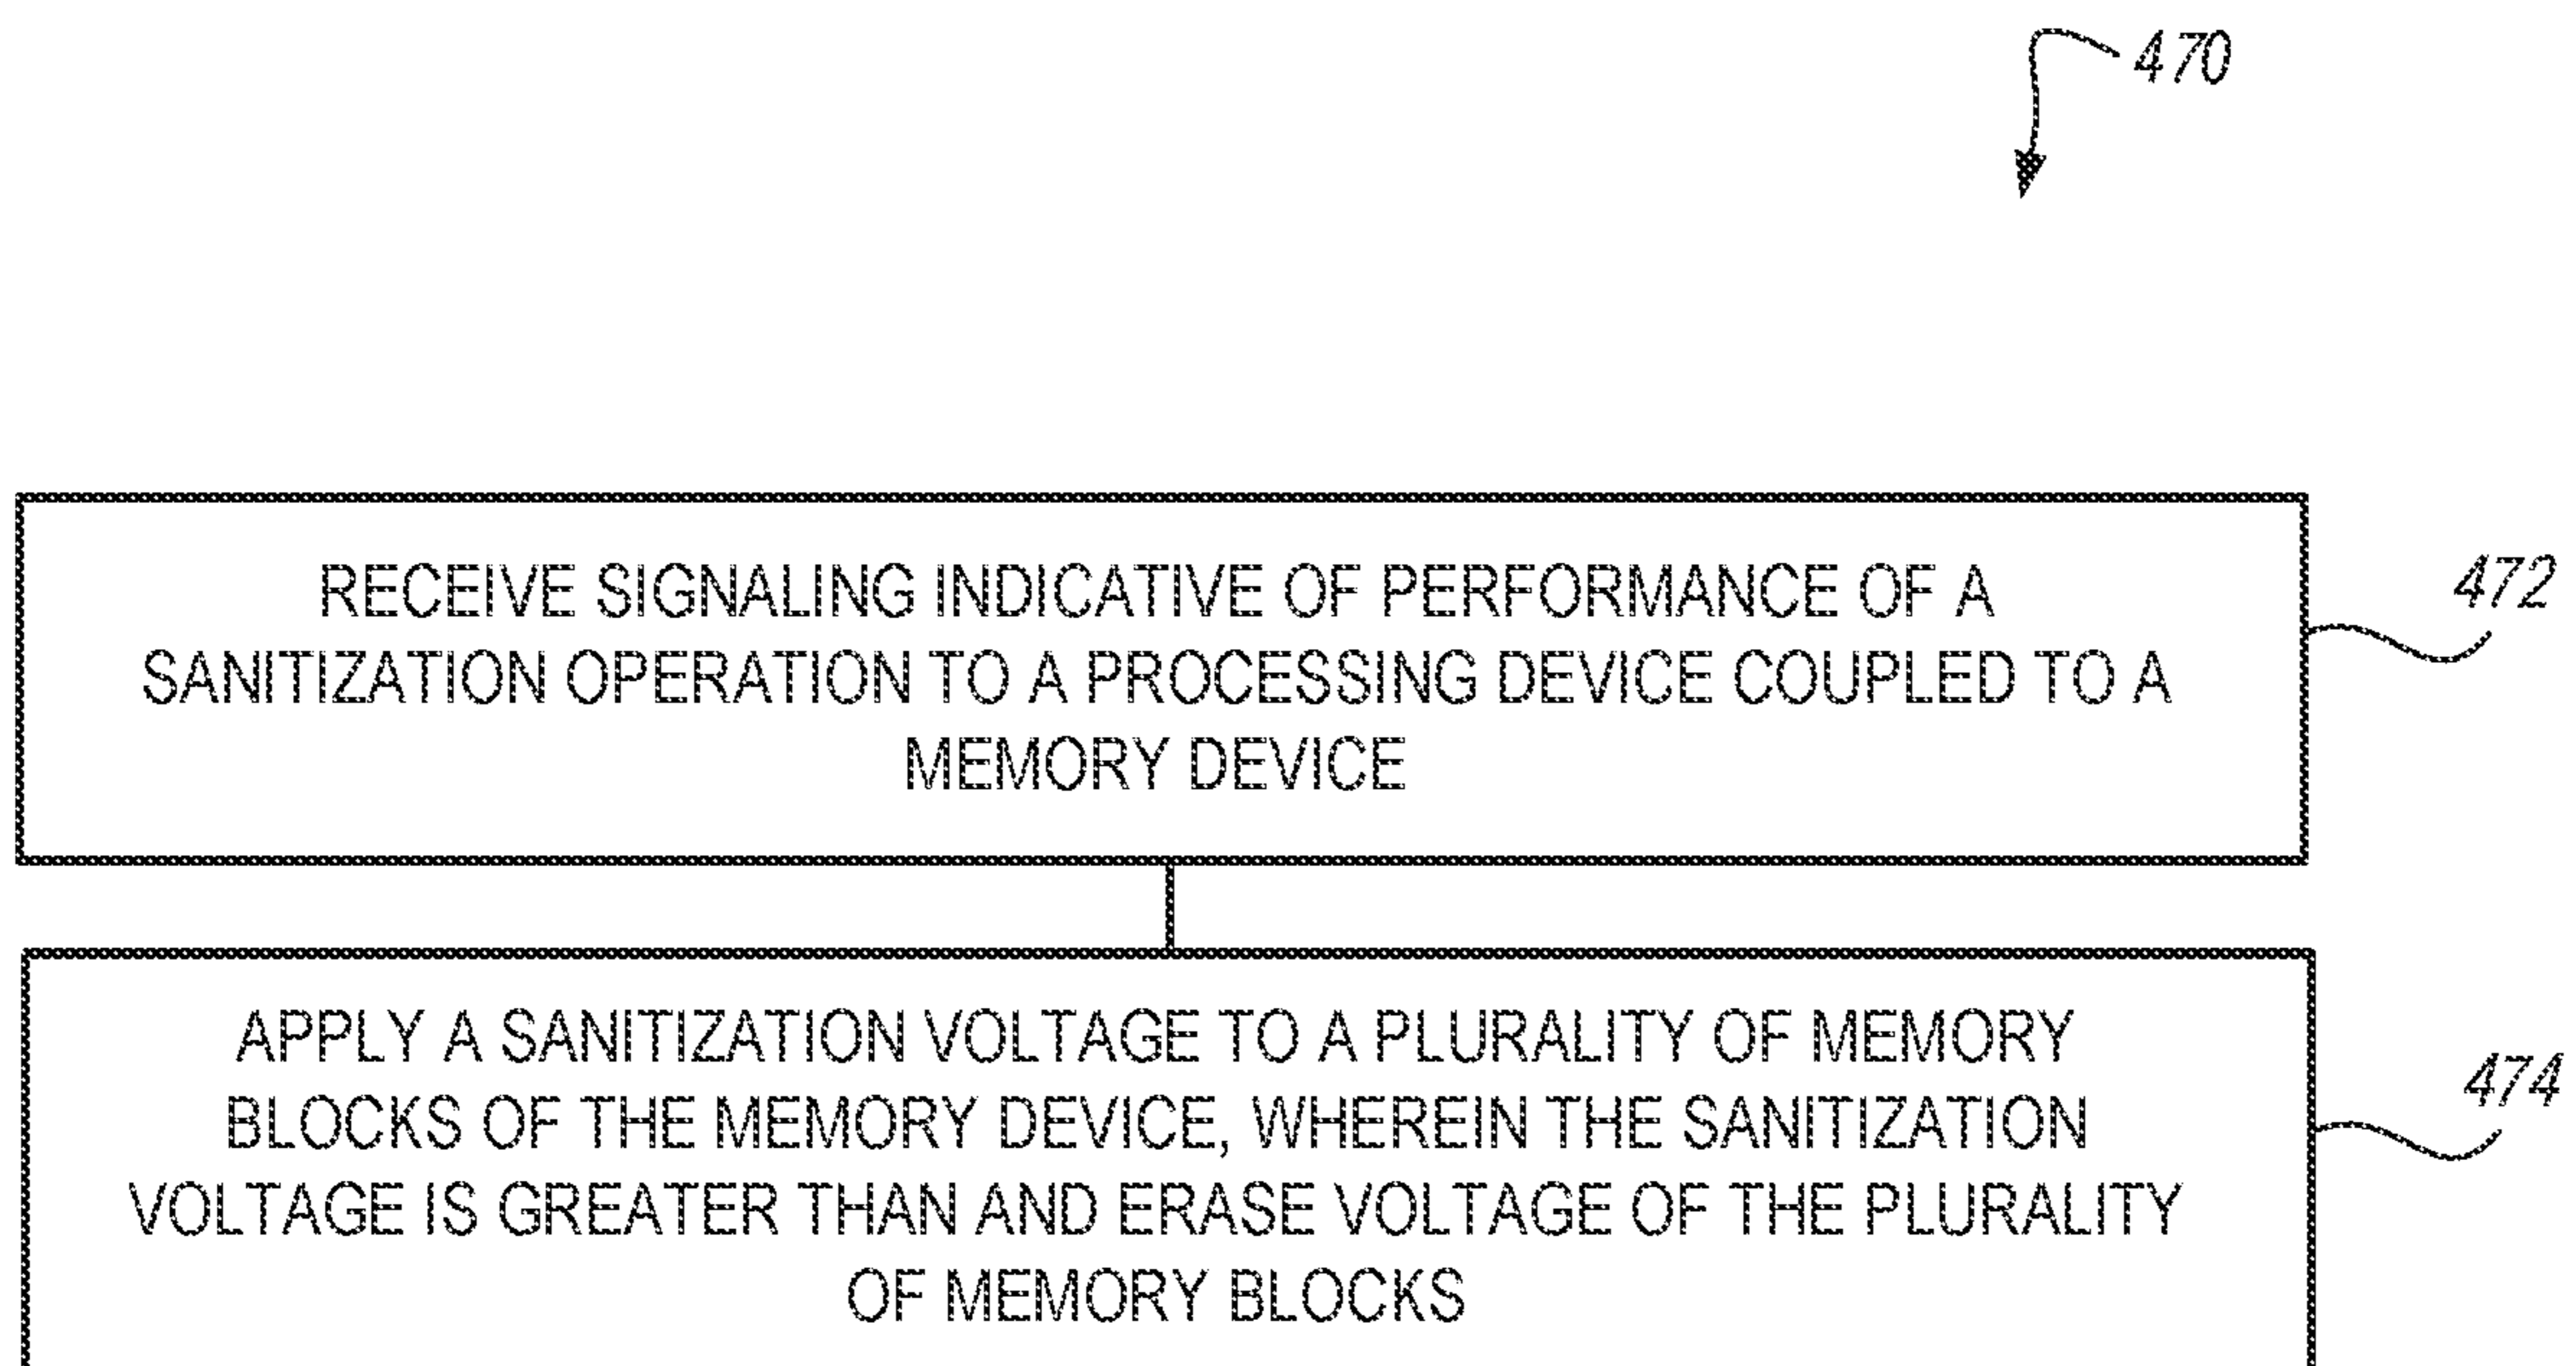 470
RECEIVE SIGNALING INDICATIVE OF PERFORMANCE OF A
SANITIZATION OPERATION TO A PROCESSING DEVICE COUPLED TO A
MEMORY DEVICE
472
APPLY A SANITIZATION VOLTAGE TO A PLURALITY OF MEMORY
BLOCKS OF THE MEMORY DEVICE, WHEREIN THE SANITIZATION
VOLTAGE IS GREATER THAN AND ERASE VOLTAGE OF THE PLURALITY
OF MEMORY BLOCKS
474